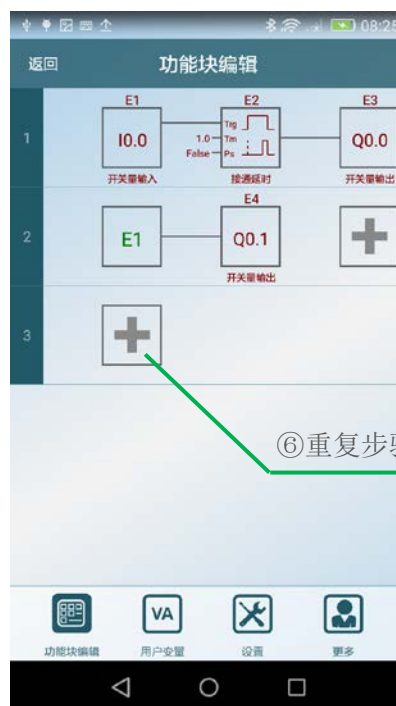 08:25
返回
功能块编辑
1
E1
I0.0
开关量输入
E2
Trg
1.0 Tm
False Ps
接通延时
E3
Q0.0
开关量输出
2
E1
E4
Q0.1
开关量输出
3
⑥重复步
VA
功能块编辑
用户变量
设置
更多